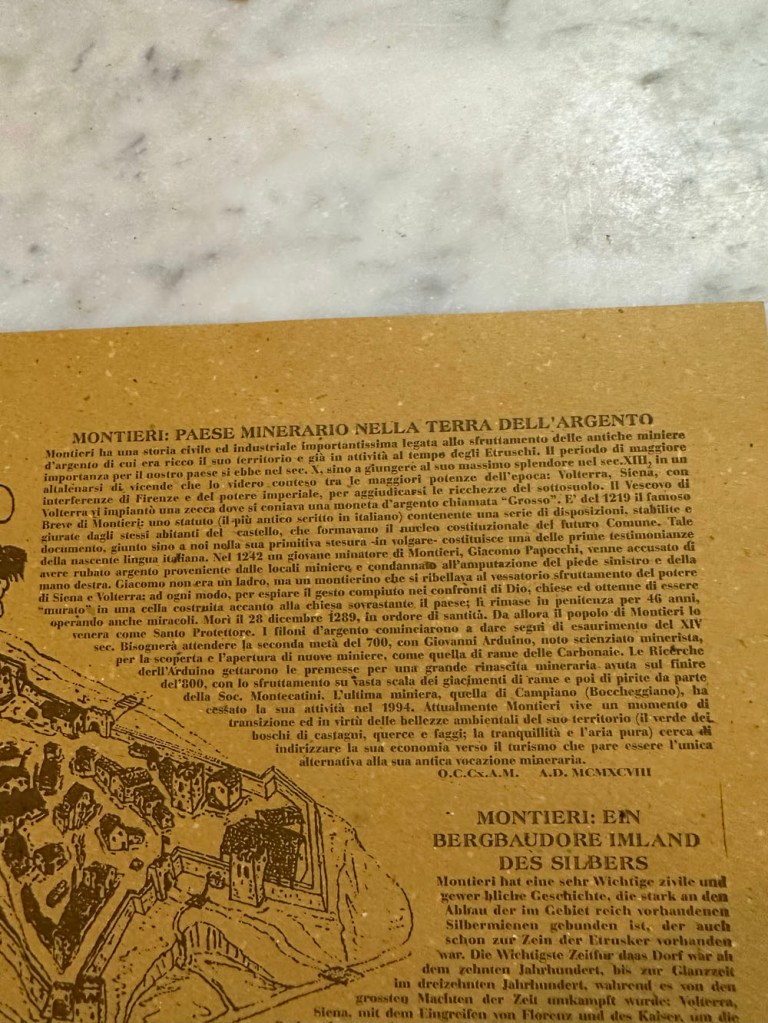 MONTIERI: PAESE MINERARIO NELLA TERRA DELL'ARGENTO
Montieri ha una storia civile ed industriale importantissima legata allo sfruttamento delle antiche miniere
d'argento di cui era ricco il suo territorio e già in attività al tempo degli Etruschi. Il periodo di maggiore
importanza per il nostro paese si ebbe nel sec. X, sino a giungere al suo massimo splendore nel sec.XIII, in un
altalenarsi di vicende che lo videro conteso tra le maggiori potenze dell'epoca: Volterra, Siena, con
interferenze di Firenze e del potere imperiale, per aggiudicarsi le ricchezze del sottosuolo. Il Vescovo di
Volterra vi impiantò una zecca dove si coniava una moneta d'argento chiamata "Grosso". E' del 1219 il famoso
Breve di Montieri: uno statuto (il più antico scritto in italiano) contenente una serie di disposizioni, stabilite e
giurate dagli stessi abitanti del castello, che formavano il nucleo costituzionale del futuro Comune. Tale
documento, giunto sino a noi nella sua primitiva stesura -in volgare- costituisce una delle prime testimonianze
della nascente lingua italiana. Nel 1242 un giovane minatore di Montieri, Giacomo Papocchi, venne accusato di
avere rubato argento proveniente dalle locali miniere e condannato all'amputazione del piede sinistro e della
mano destra. Giacomo non era un ladro, ma un montierino che si ribellava al vessatorio sfruttamento del potere
di Siena e Volterra; ad ogni modo, per espiare il gesto compiuto nei confronti di Dio, chiese ed ottenne di essere
"murato" in una cella costruita accanto alla chiesa sovrastante il paese; lì rimase in penitenza per 46 anni,
operando anche miracoli. Morì il 28 dicembre 1289, in ordore di santità. Da allora il popolo di Montieri lo
venera come Santo Protettore. I filoni d'argento cominciarono a dare segni di esaurimento del XIV
sec. Bisognerà attendere la seconda metà del 700, con Giovanni Arduino, noto scienziato minerista,
per la scoperta e l'apertura di nuove miniere, come quella di rame delle Carbonaie. Le Ricerche
derll'Arduino gettarono le premesse per una grande rinascita mineraria avuta sul finire
del'800, con lo sfruttamento su vasta scala dei giacimenti di rame e poi di pirite da parte
della Soc. Montecatini. L'ultima miniera, quella di Campiano (Boccheggiano), ha
cessato la sua attività nel 1994. Attualmente Montieri vive un momento di
transizione ed in virtù delle bellezze ambientali del suo territorio (il verde dei
boschi di castagni, querce e faggi; la tranquillità e l'aria pura) cerca di
indirizzare la sua economia verso il turismo che pare essere l'unica
alternativa alla sua antica vocazione mineraria.
O.C.Cx.A.M. A.D. MCMXCVIII
MONTIERI: EIN
BERGBAUDORE IMLAND
DES SILBERS
Montieri hat eine sehr Wichtige zivile und
gewer bliche Geschichte, die stark an den
Abbau der im Gebiet reich vorhandenen
Silbermienen gebunden ist, der auch
schon zur Zein der Etrusker vorhanden
war. Die Wichtigste Zeitfur daas Dorf war ab
dem zehnten Jahrhundert, bis zur Glanzzeit
im dreizehnten Jahrhundert, wahrend es von den
grossten Machten der Zeit umkampft wurde: Volterra,
Siena, mit dem Eingreifen von Florenz und des Kaiser, um die